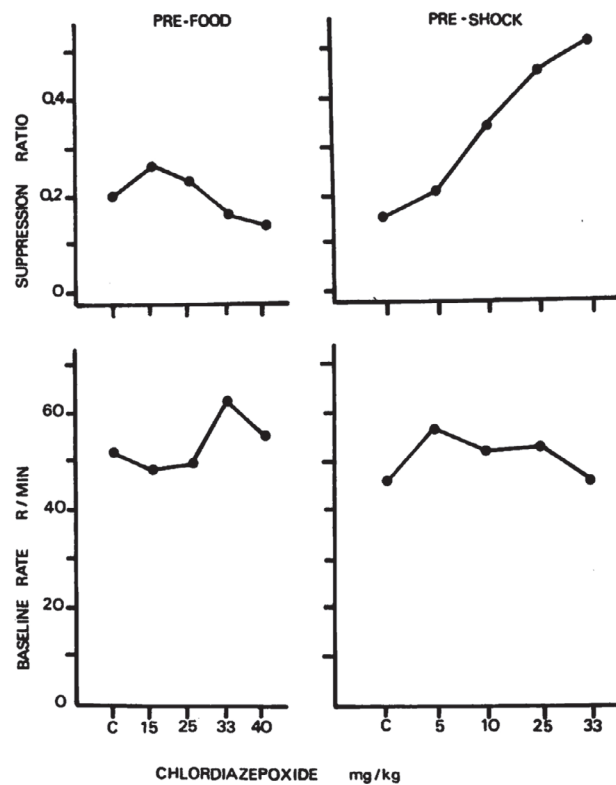 PRE-FOOD PRE-SHOCK
SUPPRESSION RATIO
0.4
0.2
0
BASELINE RATE R/MIN
60
40
20
0
C 15 25 33 40 C 5 10 25 33
CHLORDIAZEPOXIDE mg/kg